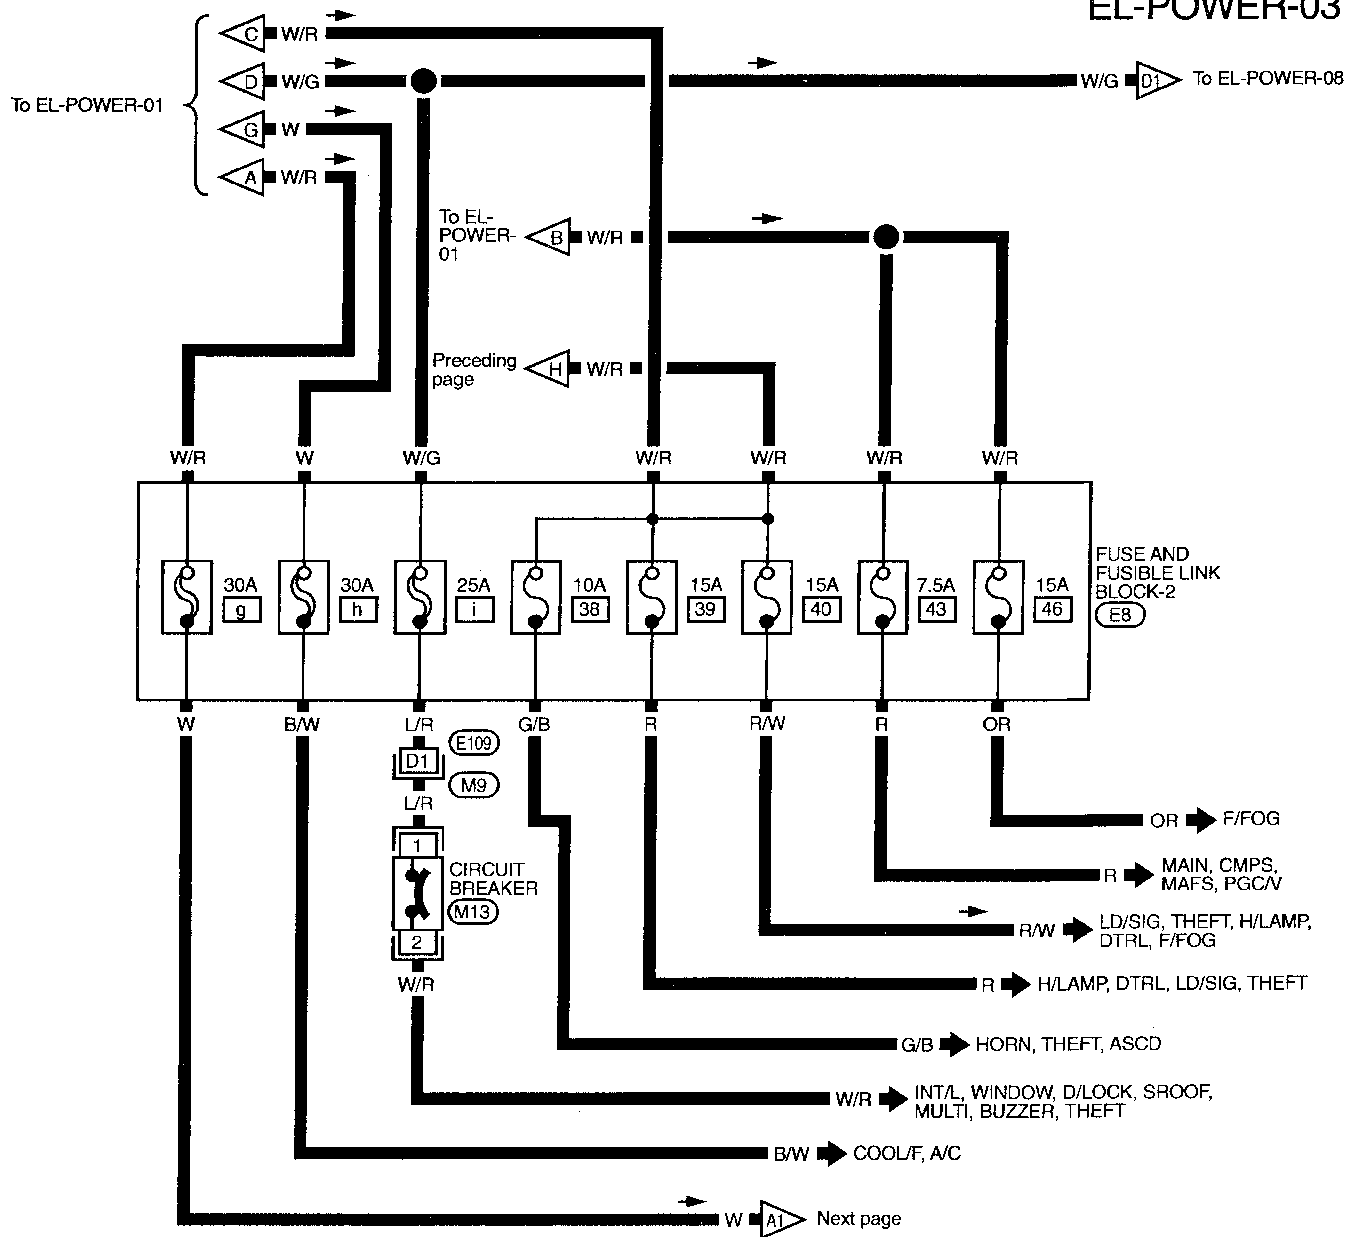 EL-POWER-03
C W/R
To EL-POWER-01
D W/G
W/G D1 To EL-POWER-08
G W
A W/R
To EL-
POWER-
01
B W/R
Preceding
page
H W/R
W/R W W/G W/R W/R W/R W/R
30A
g
30A
h
25A
i
10A
38
15A
39
15A
40
7.5A
43
15A
46
FUSE AND
FUSIBLE LINK
BLOCK-2
E8
W B/W L/R G/B R R/W R OR
E109
D1
M9
L/R
1
CIRCUIT
BREAKER
M13
2
W/R
OR F/FOG
R MAIN, CMPS,
MAFS, PGC/V
R/W LD/SIG, THEFT, H/LAMP,
DTRL, F/FOG
R H/LAMP, DTRL, LD/SIG, THEFT
G/B HORN, THEFT, ASCD
W/R INT/L, WINDOW, D/LOCK, SROOF,
MULTI, BUZZER, THEFT
B/W COOL/F, A/C
W A1 Next page